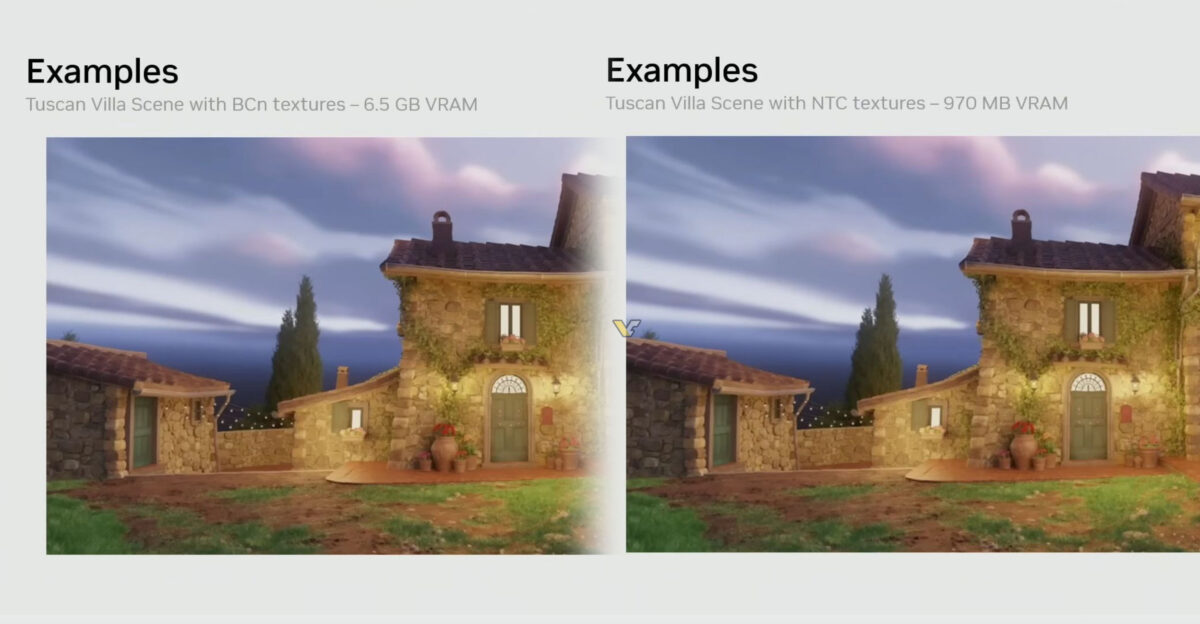 Examples
Tuscan Villa Scene with BCn textures – 6.5 GB VRAM
Examples
Tuscan Villa Scene with NTC textures – 970 MB VRAM